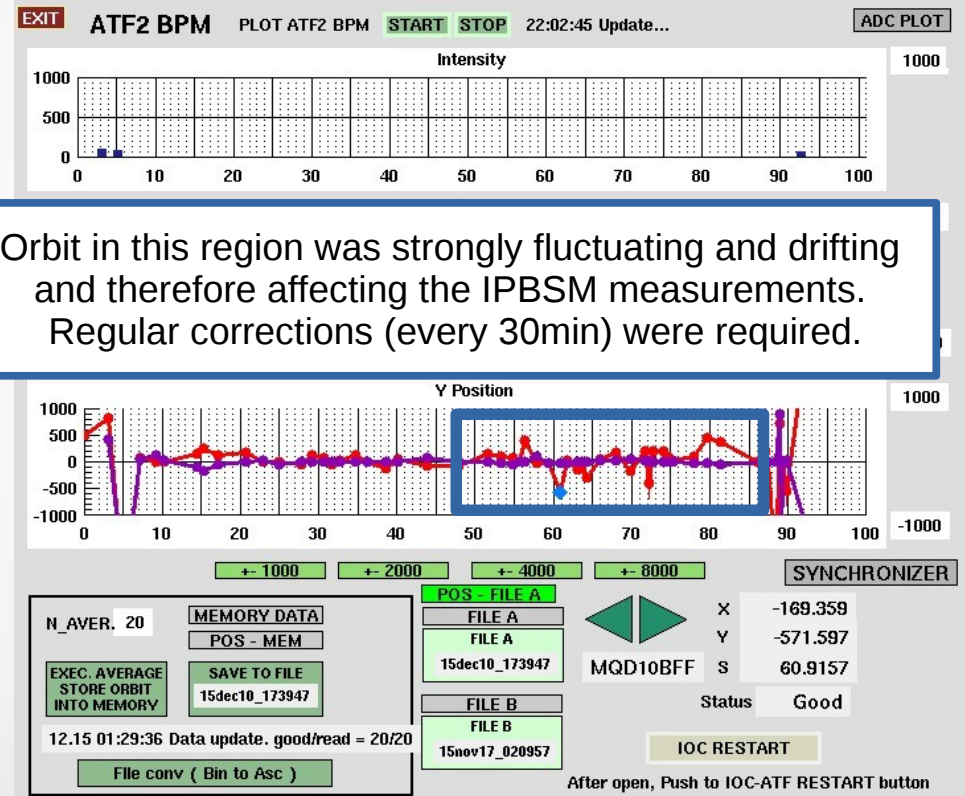 EXIT ATF2 BPM PLOT ATF2 BPM START STOP 22:02:45 Update... ADC PLOT
Intensity
1000
1000
500
0
0 10 20 30 40 50 60 70 80 90 100
Orbit in this region was strongly fluctuating and drifting
and therefore affecting the IPBSM measurements.
Regular corrections (every 30min) were required.
Y Position
1000
1000
500
0
-500
-1000
-1000
0 10 20 30 40 50 60 70 80 90 100
+- 1000 +- 2000 +- 4000 +- 8000 SYNCHRONIZER
N_AVER. 20
MEMORY DATA
POS - MEM
EXEC. AVERAGE
STORE ORBIT
INTO MEMORY
SAVE TO FILE
15dec10_173947
12.15 01:29:36 Data update. good/read = 20/20
FIle conv ( Bin to Asc )
POS - FILE A
FILE A
FILE A
15dec10_173947
FILE B
FILE B
15nov17_020957
MQD10BFF
X -169.359
Y -571.597
S 60.9157
Status Good
IOC RESTART
After open, Push to IOC-ATF RESTART button